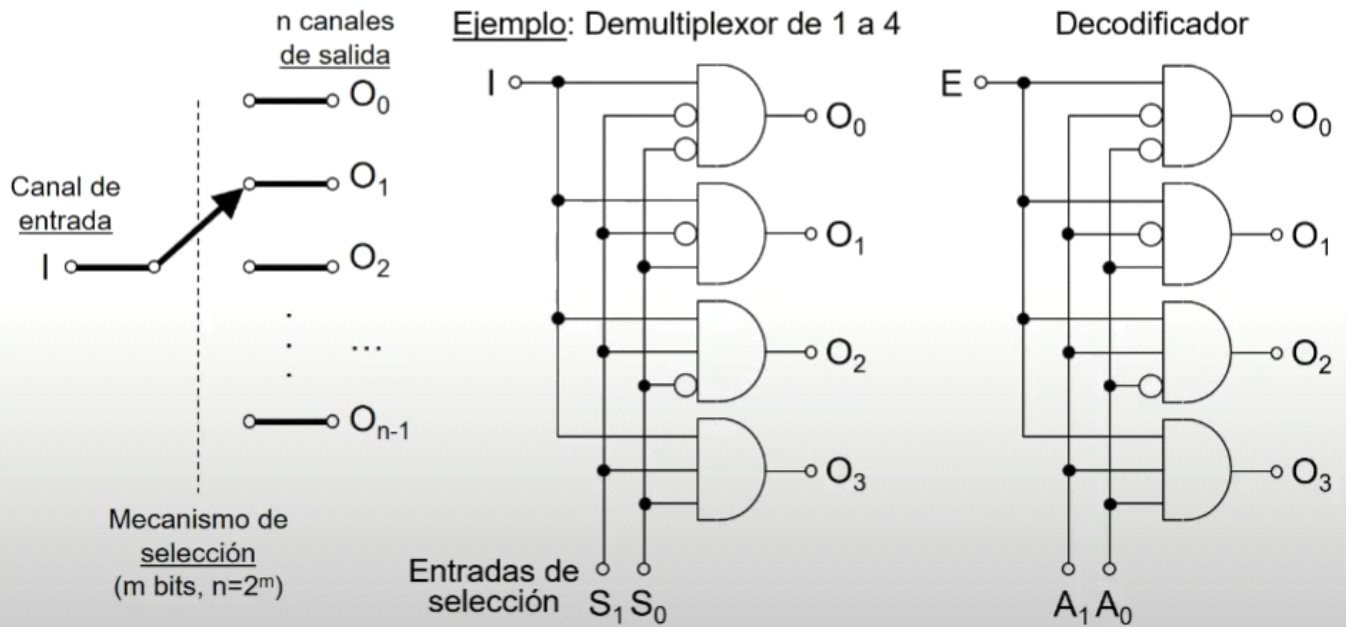 n canales
de salida
O₀
O₁
O₂
...
Oₙ₋₁
Canal de
entrada
I
Mecanismo de
selección
(m bits, n=2ᵐ)
Ejemplo: Demultiplexor de 1 a 4
I
O₀
O₁
O₂
O₃
Entradas de
selección
S₁ S₀
Decodificador
E
O₀
O₁
O₂
O₃
A₁ A₀